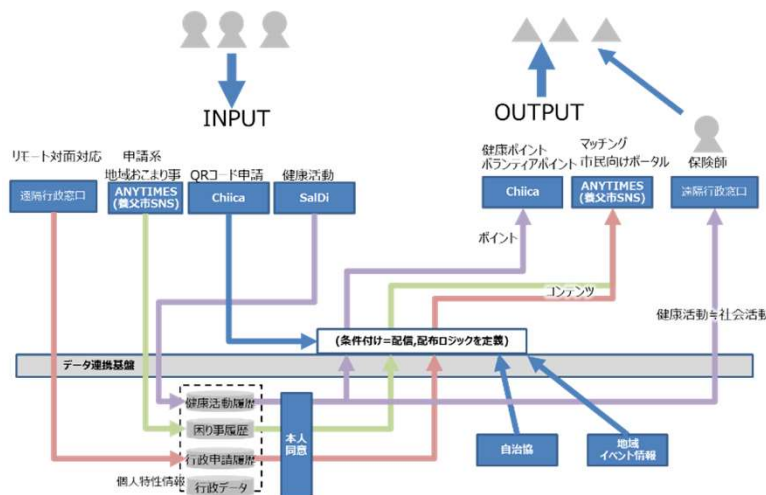 INPUT
OUTPUT
リモート対面対応
申請系
地域おこまり事
QRコード申請
健康活動
健康ポイント
ボランティアポイント
マッチング
市民向けポータル
保険師
遠隔行政窓口
ANYTIMES
(養父市SNS)
Chiica
SalDi
Chiica
ANYTIMES
(養父市SNS)
遠隔行政窓口
ポイント
コンテンツ
健康活動≒社会活動
(条件付け=配信,配布ロジックを定義)
データ連携基盤
健康活動履歴
困り事履歴
行政申請履歴
個人特性情報
行政データ
本人
同意
自治協
地域
イベント情報